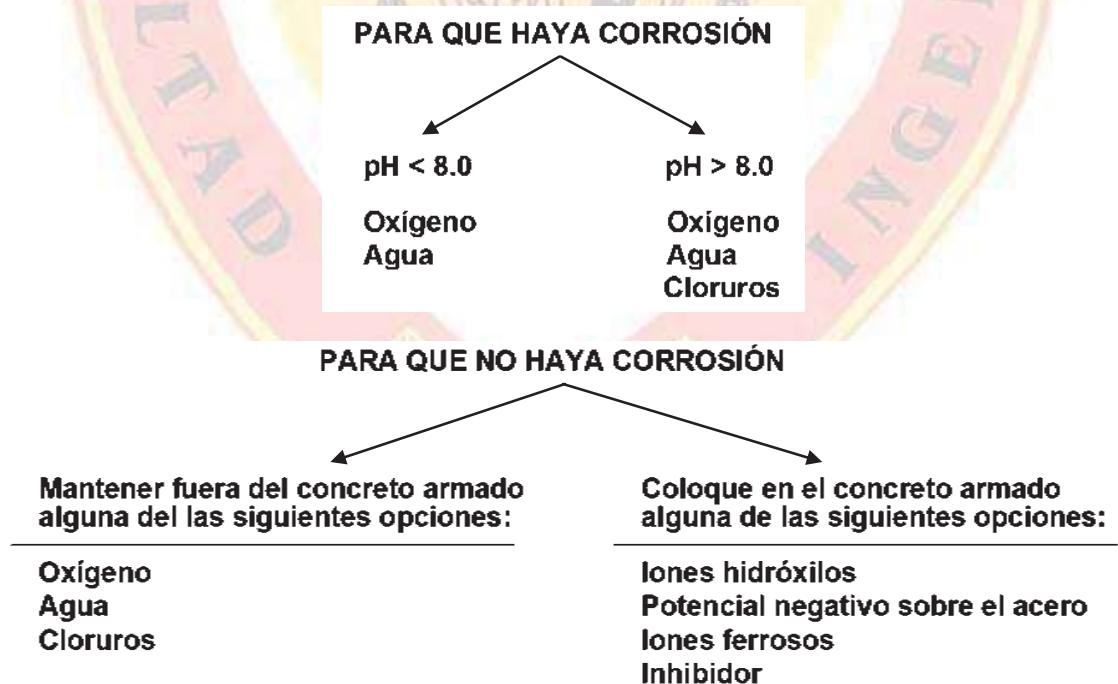 PARA QUE HAYA CORROSIÓN
pH < 8.0
Oxígeno
Agua
pH > 8.0
Oxígeno
Agua
Cloruros
PARA QUE NO HAYA CORROSIÓN
Mantener fuera del concreto armado
alguna del las siguientes opciones:
Oxígeno
Agua
Cloruros
Coloque en el concreto armado
alguna de las siguientes opciones:
Iones hidróxilos
Potencial negativo sobre el acero
Iones ferrosos
Inhibidor
LTAD
INGE